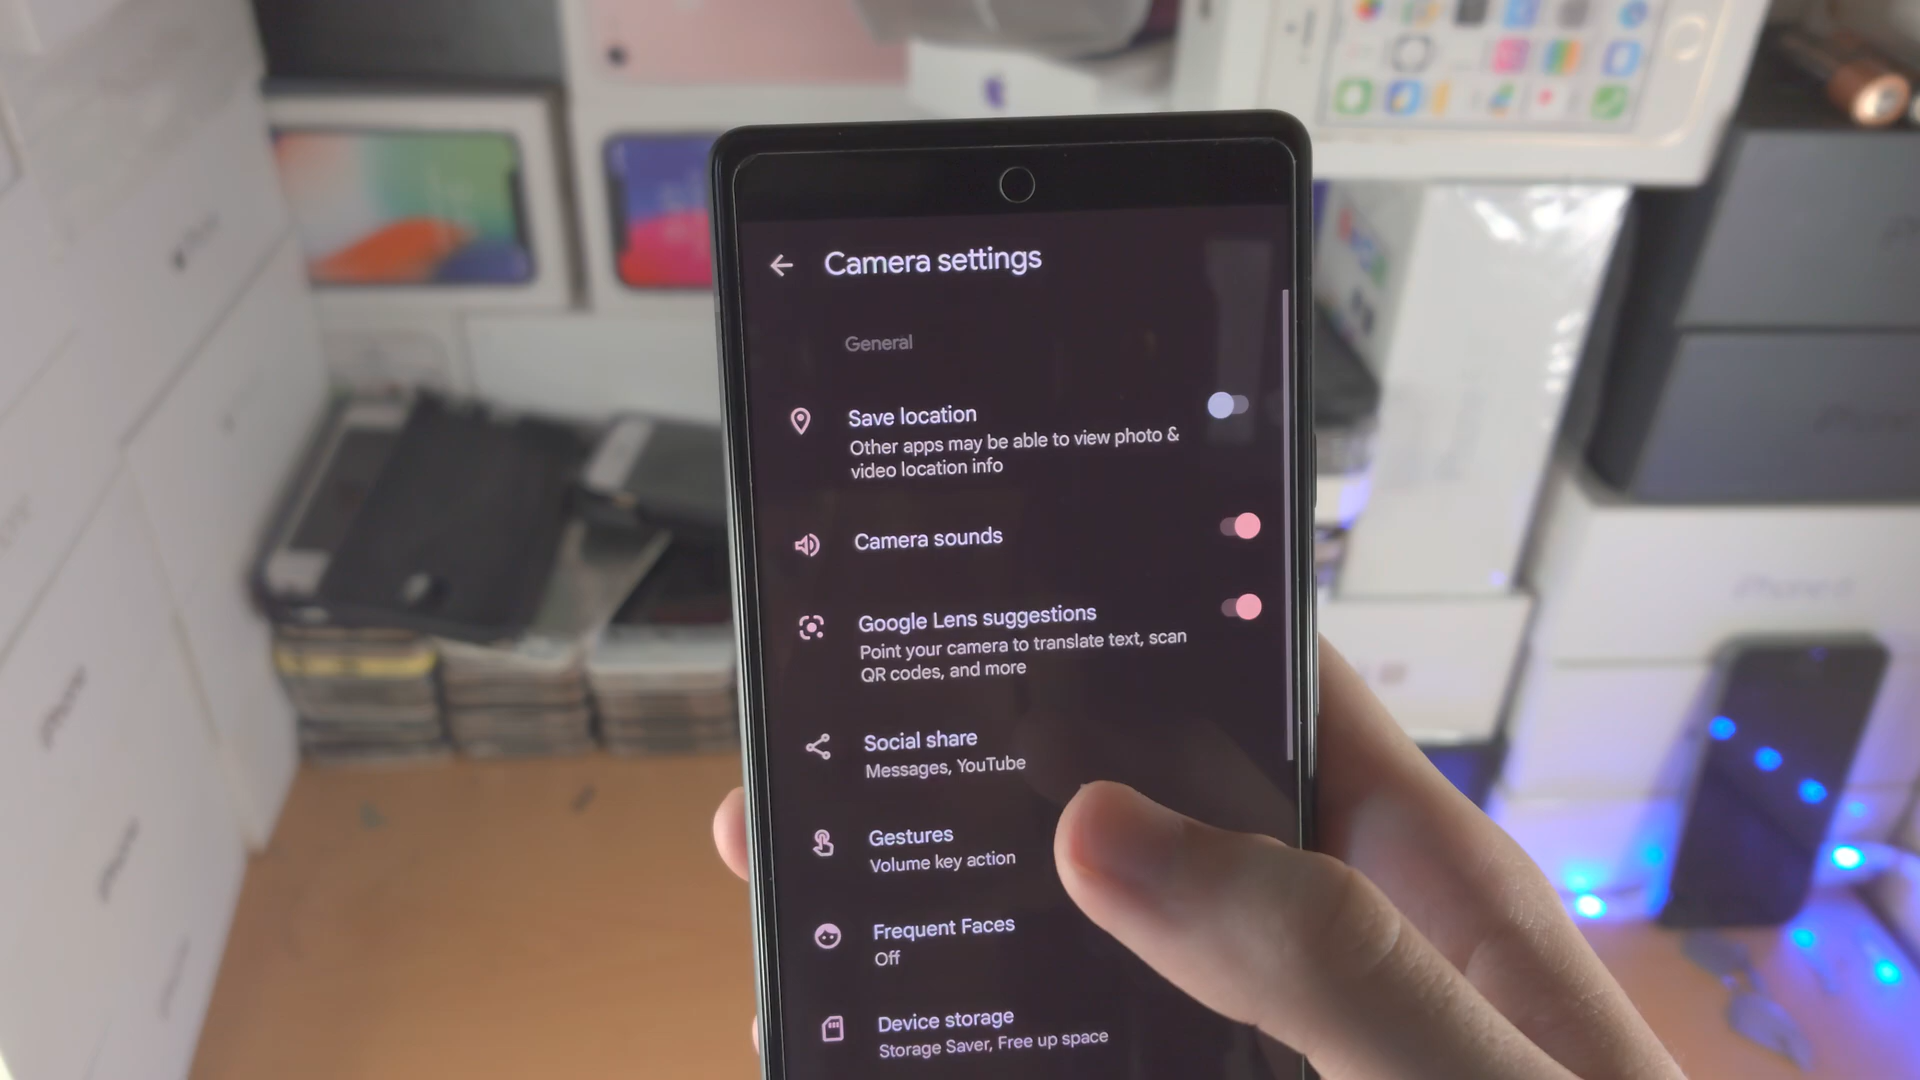 Camera settings
General
Save location
Other apps may be able to view photo &
video location info
Camera sounds
Google Lens suggestions
Point your camera to translate text, scan
QR codes, and more
Social share
Messages, YouTube
Gestures
Volume key action
Frequent Faces
Off
Device storage
Storage Saver, Free up space